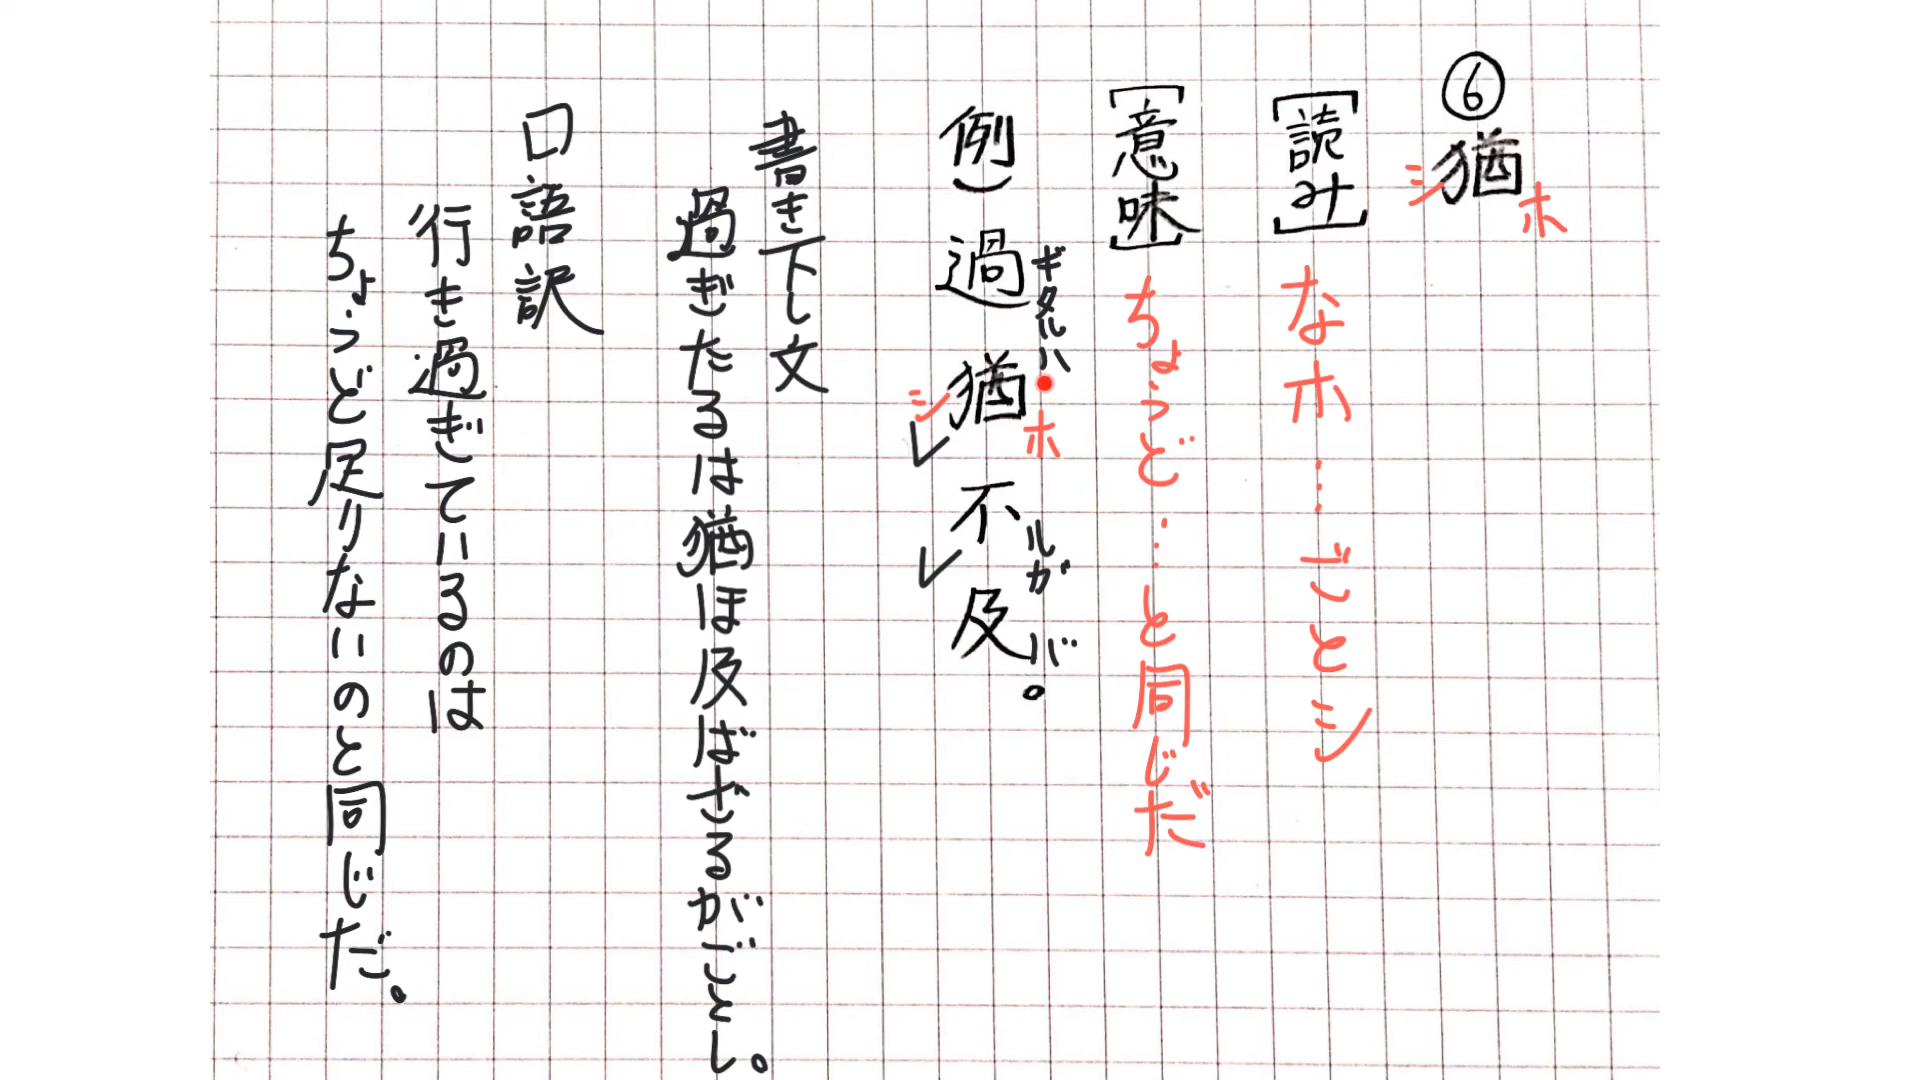 ⑥猶ホシ
[読み]なホ…ごとシ
[意味]ちょうど…と同じだ
例)過ギタルハ猶ホシレ不ルガレ及バ。
書き下し文
過ぎたるは猶ほ及ばざるがごとし。
口語訳
行き過ぎているのは
ちょうど足りないのと同じだ。